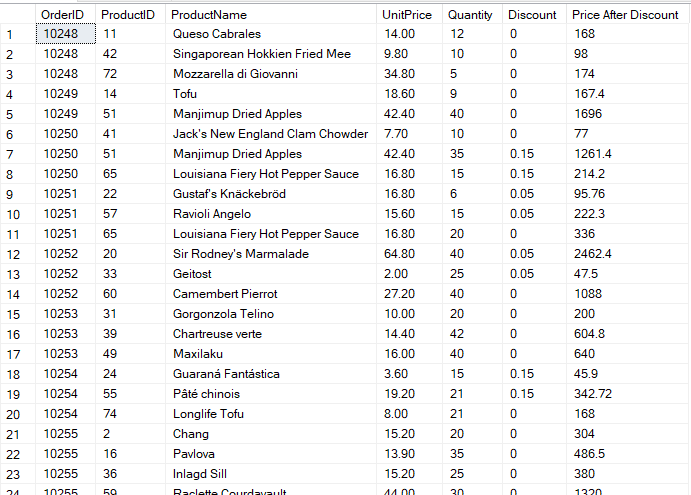 OrderID ProductID ProductName UnitPrice Quantity Discount Price After Discount
1 10248 11 Queso Cabrales 14.00 12 0 168
2 10248 42 Singaporean Hokkien Fried Mee 9.80 10 0 98
3 10248 72 Mozzarella di Giovanni 34.80 5 0 174
4 10249 14 Tofu 18.60 9 0 167.4
5 10249 51 Manjimup Dried Apples 42.40 40 0 1696
6 10250 41 Jack's New England Clam Chowder 7.70 10 0 77
7 10250 51 Manjimup Dried Apples 42.40 35 0.15 1261.4
8 10250 65 Louisiana Fiery Hot Pepper Sauce 16.80 15 0.15 214.2
9 10251 22 Gustaf's Knäckebröd 16.80 6 0.05 95.76
10 10251 57 Ravioli Angelo 15.60 15 0.05 222.3
11 10251 65 Louisiana Fiery Hot Pepper Sauce 16.80 20 0 336
12 10252 20 Sir Rodney's Marmalade 64.80 40 0.05 2462.4
13 10252 33 Geitost 2.00 25 0.05 47.5
14 10252 60 Camembert Pierrot 27.20 40 0 1088
15 10253 31 Gorgonzola Telino 10.00 20 0 200
16 10253 39 Chartreuse verte 14.40 42 0 604.8
17 10253 49 Maxilaku 16.00 40 0 640
18 10254 24 Guaraná Fantástica 3.60 15 0.15 45.9
19 10254 55 Pâté chinois 19.20 21 0.15 342.72
20 10254 74 Longlife Tofu 8.00 21 0 168
21 10255 2 Chang 15.20 20 0 304
22 10255 16 Pavlova 13.90 35 0 486.5
23 10255 36 Inlagd Sill 15.20 25 0 380
24 10255 59 Raclette Courdavault 44.00 30 0 1320